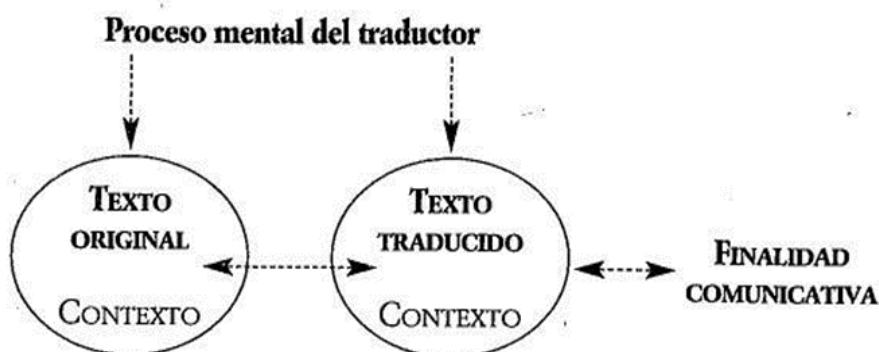 Proceso mental del traductor
TEXTO
ORIGINAL
CONTEXTO
TEXTO
TRADUCIDO
CONTEXTO
FINALIDAD
COMUNICATIVA